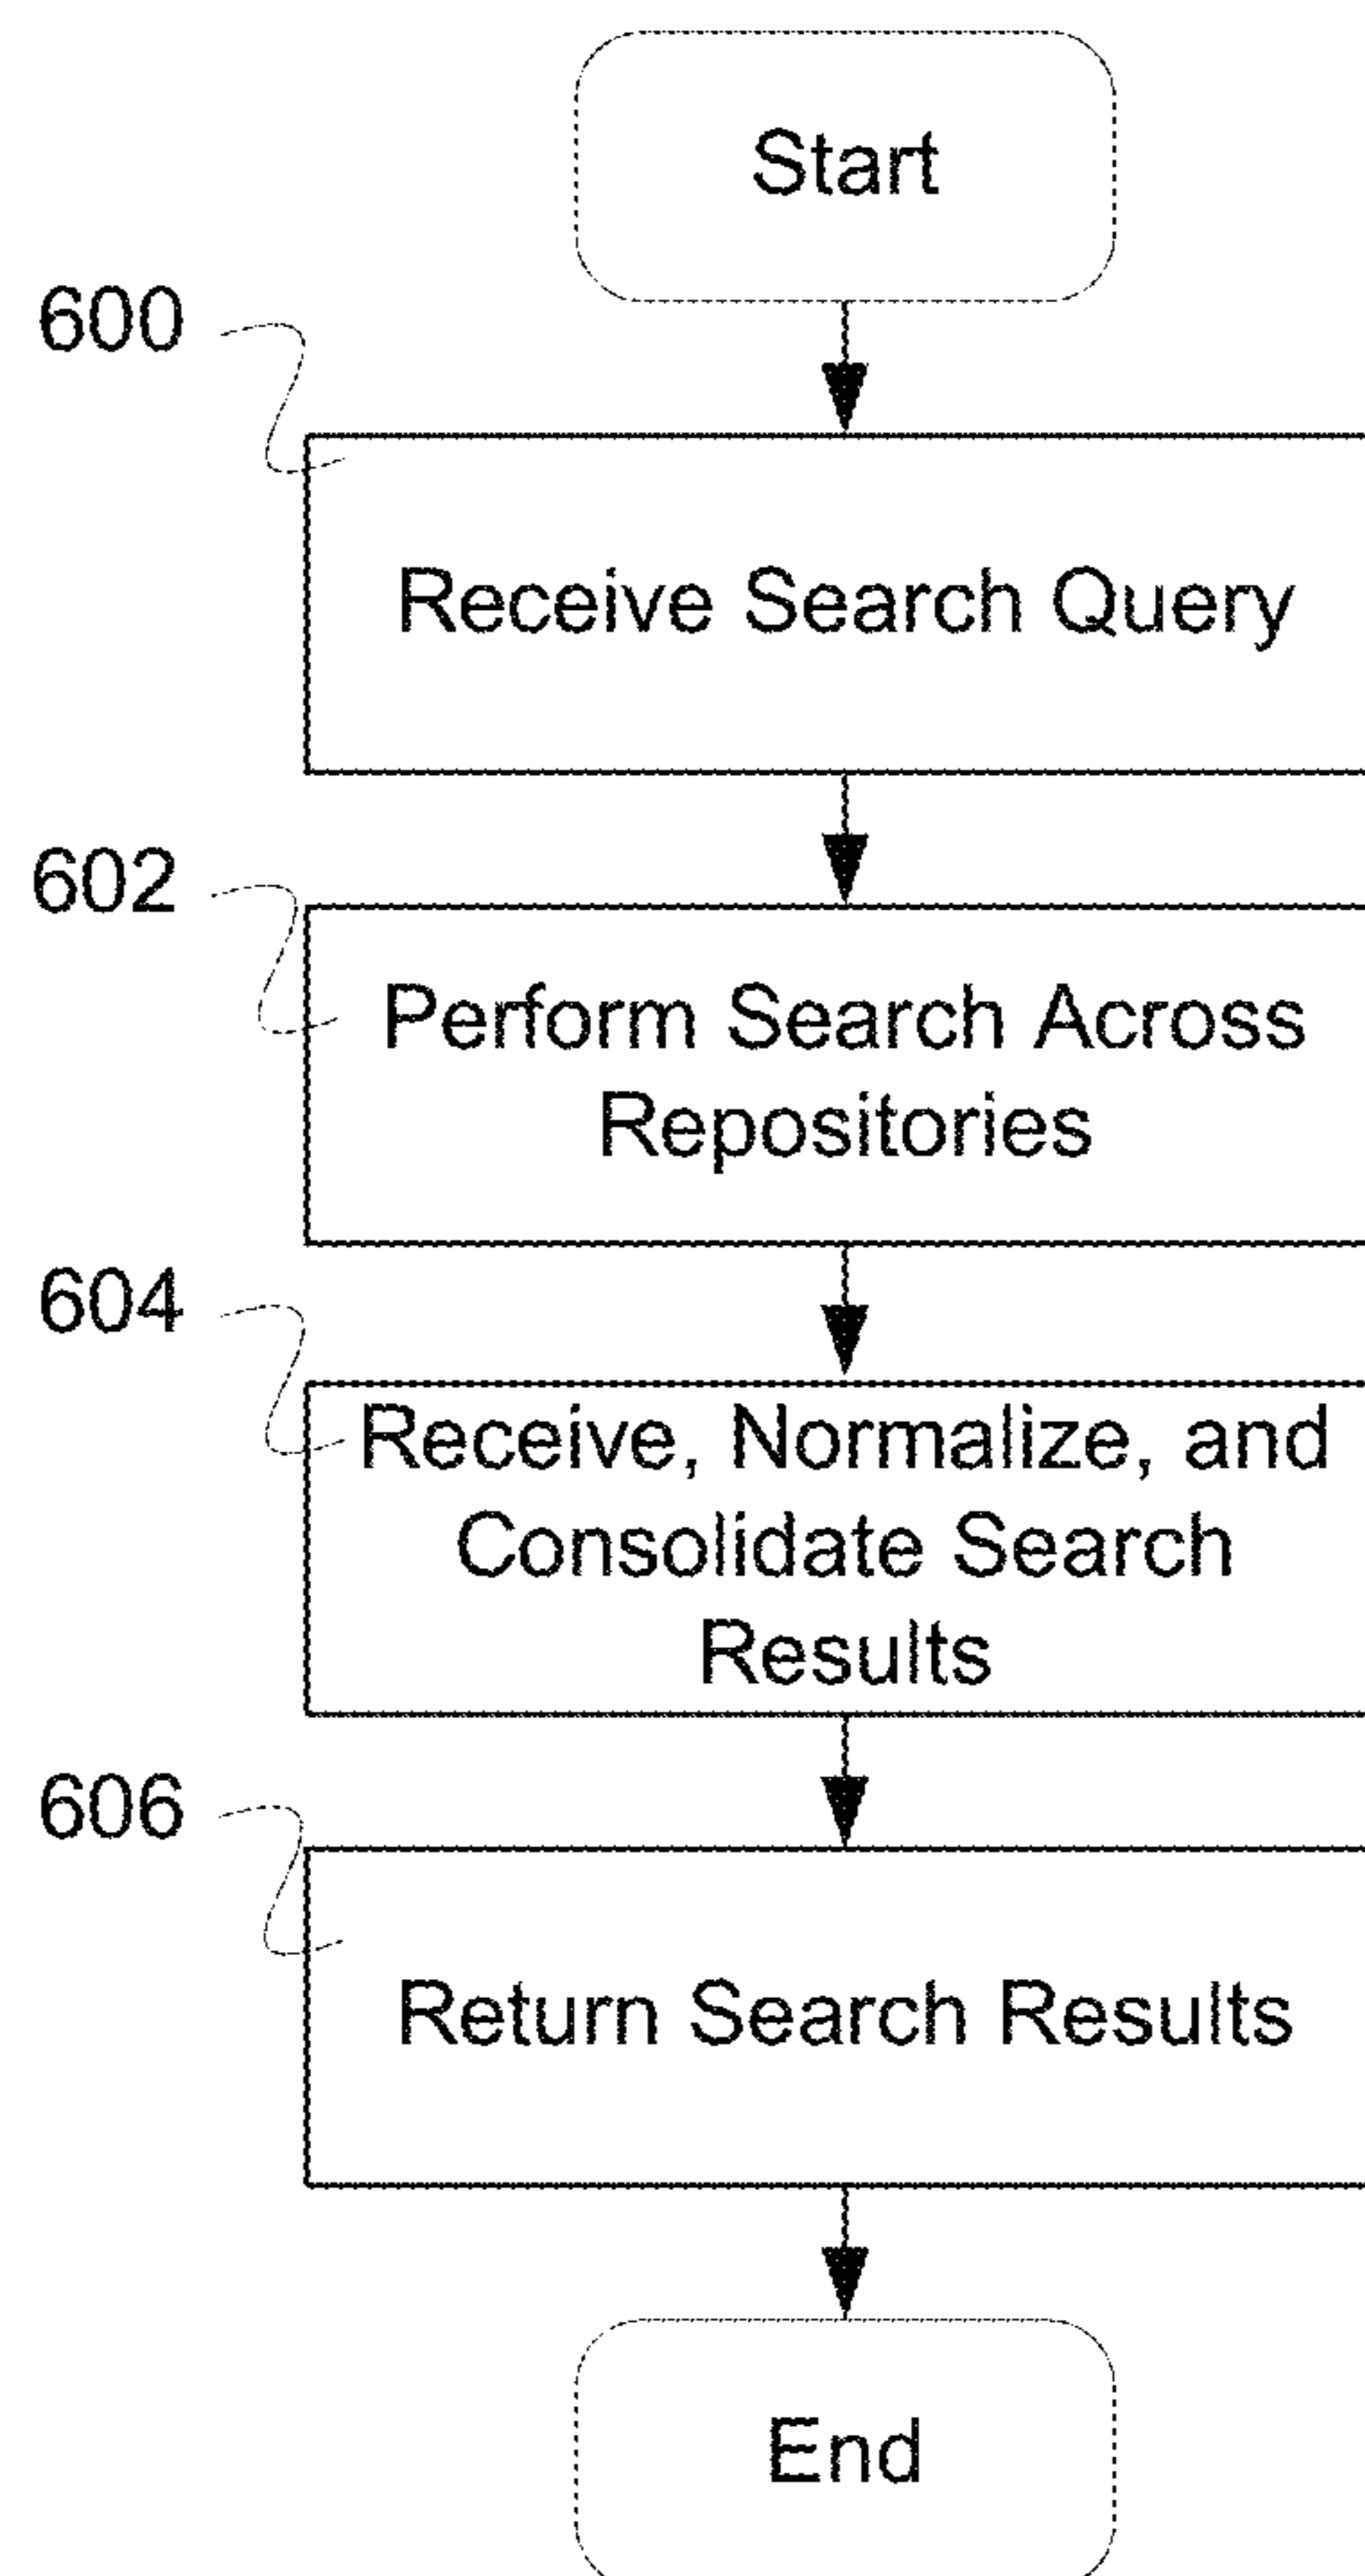 Start
600
Receive Search Query
602
Perform Search Across
Repositories
604
Receive, Normalize, and
Consolidate Search
Results
606
Return Search Results
End